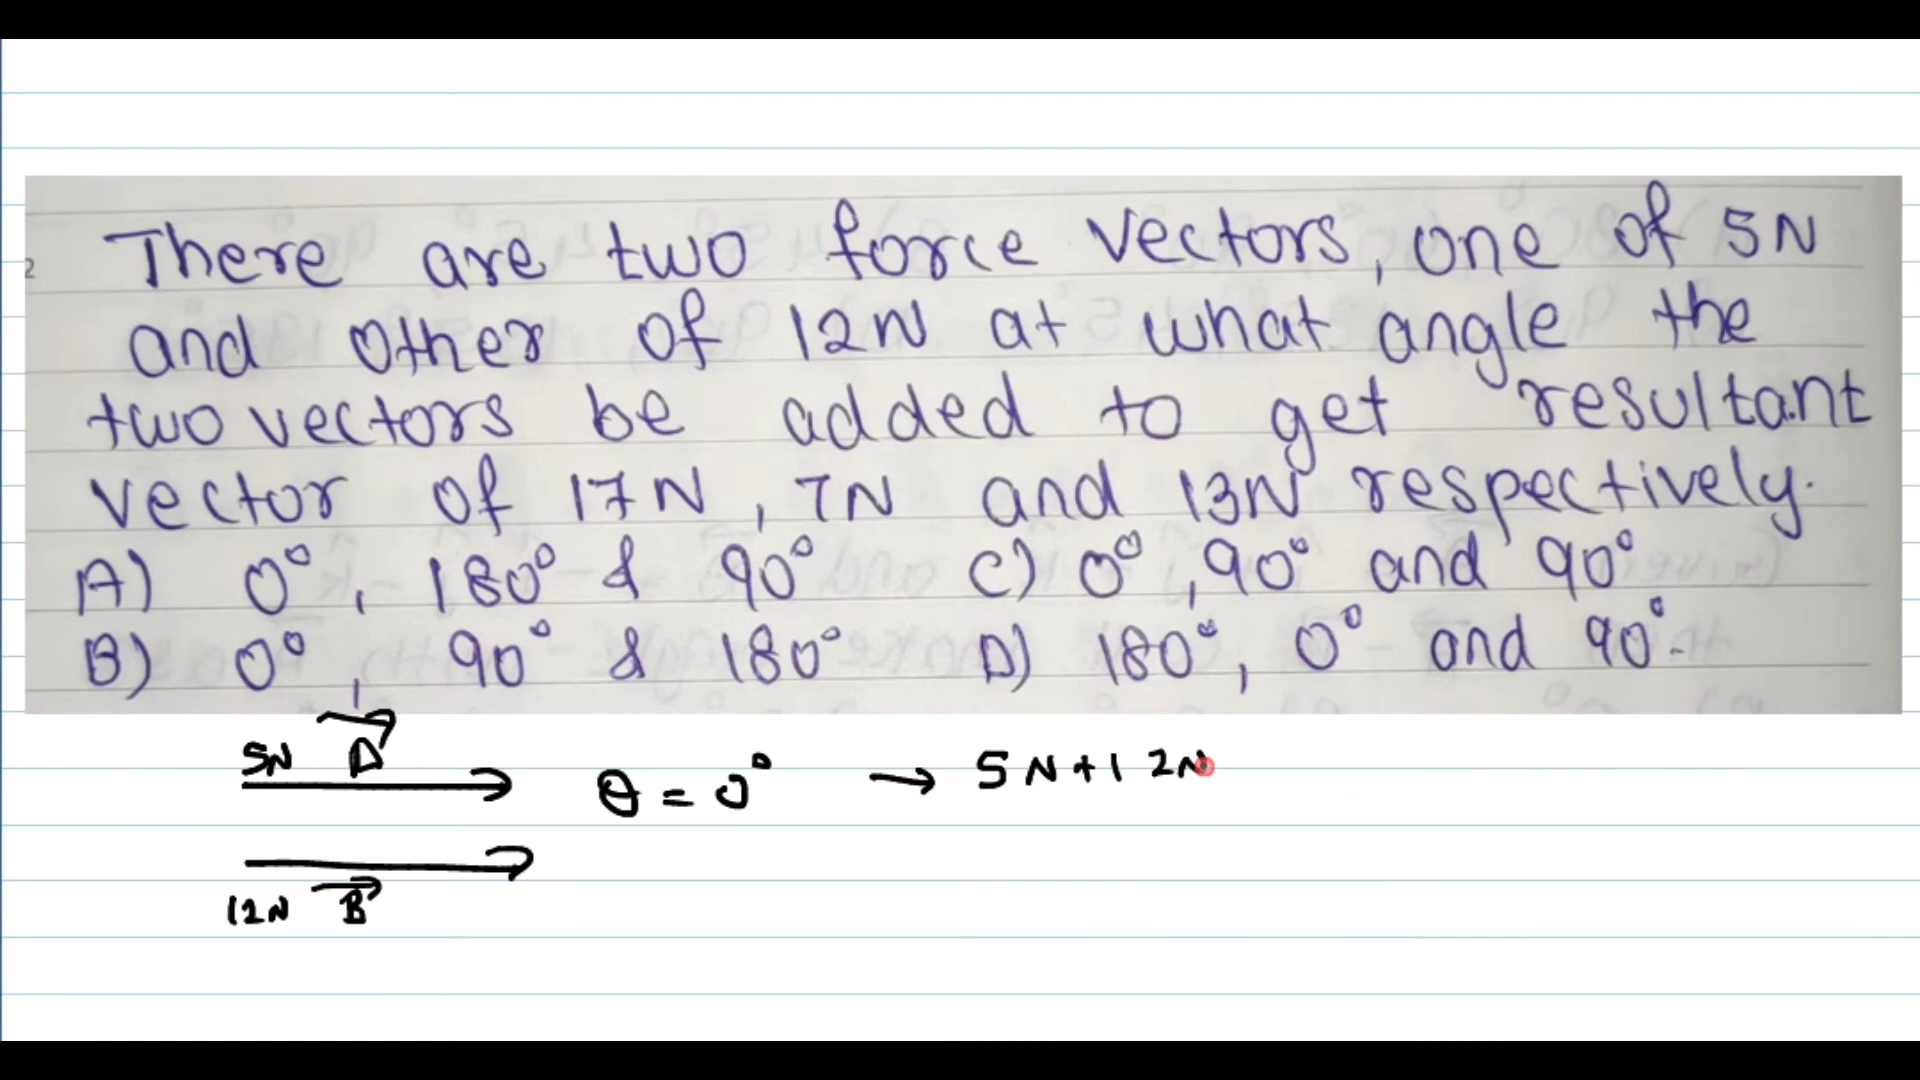 2
There are two force vectors, one of 5N
and other of 12N at what angle the
two vectors be added to get resultant
vector of 17N, 7N and 13N respectively.
A) 0°, 180° & 90° C) 0°, 90° and 90°
B) 0°, 90° & 180° D) 180°, 0° and 90°.
5N A θ = 0° → 5N+12N
12N B